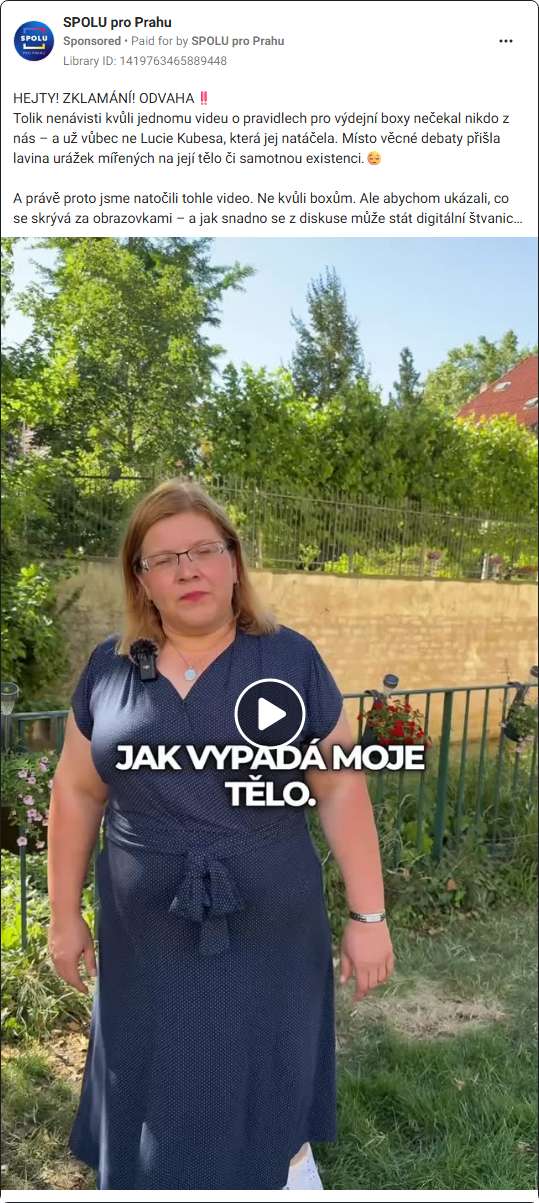 SPOLU pro Prahu
Sponsored • Paid for by SPOLU pro Prahu
Library ID: 1419763465889448
HEJTY! ZKLAMÁNÍ! ODVAHA‼️
Tolik nenávisti kvůli jednomu videu o pravidlech pro výdejní boxy nečekal nikdo z
nás – a už vůbec ne Lucie Kubesa, která jej natáčela. Místo věcné debaty přišla
lavina urážek mířených na její tělo či samotnou existenci.😔
A právě proto jsme natočili tohle video. Ne kvůli boxům. Ale abychom ukázali, co
se skrývá za obrazovkami – a jak snadno se z diskuse může stát digitální štvanic…
SPOLU
PRO PRAHU
JAK VYPADÁ MOJE
TĚLO.